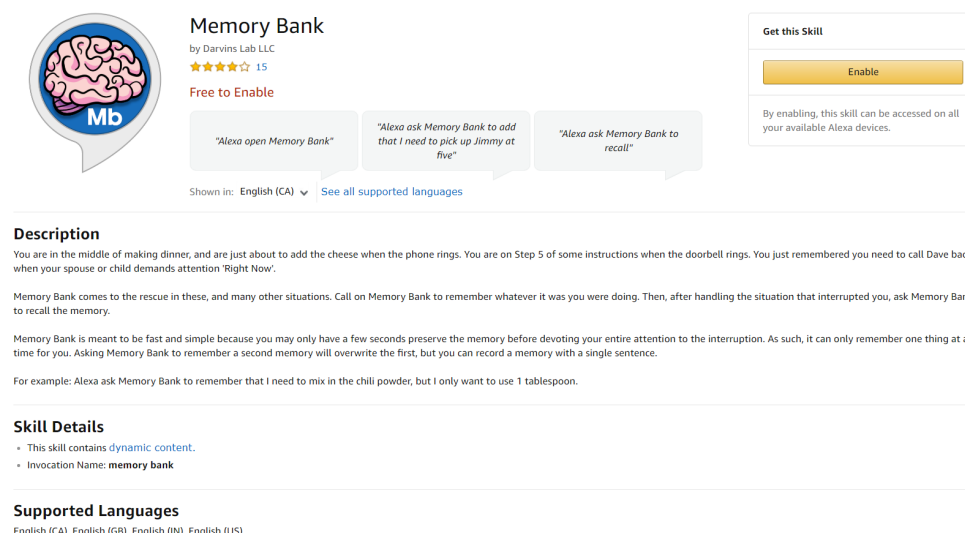 Memory Bank
by Darvins Lab LLC
15
Free to Enable
"Alexa open Memory Bank"
"Alexa ask Memory Bank to add
that I need to pick up Jimmy at
five"
"Alexa ask Memory Bank to
recall"
Mb
Shown in: English (CA) See all supported languages
Get this Skill
Enable
By enabling, this skill can be accessed on all
your available Alexa devices.
Description
You are in the middle of making dinner, and are just about to add the cheese when the phone rings. You are on Step 5 of some instructions when the doorbell rings. You just remembered you need to call Dave
when your spouse or child demands attention 'Right Now'.
Memory Bank comes to the rescue in these, and many other situations. Call on Memory Bank to remember whatever it was you were doing. Then, after handling the situation that interrupted you, ask Memory
to recall the memory.
Memory Bank is meant to be fast and simple because you may only have a few seconds preserve the memory before devoting your entire attention to the interruption. As such, it can only remember one thing at
time for you. Asking Memory Bank to remember a second memory will overwrite the first, but you can record a memory with a single sentence.
For example: Alexa ask Memory Bank to remember that I need to mix in the chili powder, but I only want to use 1 tablespoon.
Skill Details
This skill contains dynamic content.
Invocation Name: memory bank
Supported Languages
English (CA), English (GB), English (IN), English (US)